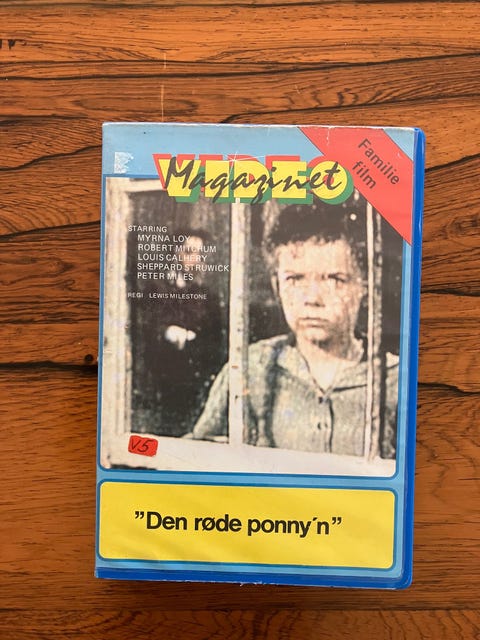 VIDEO
Magazinet
Familie
film
STARRING
MYRNA LOY
ROBERT MITCHUM
LOUIS CALHERY
SHEPPARD STRUWICK
PETER MILES
REGI LEWIS MILESTONE
V5
"Den røde ponny´n"